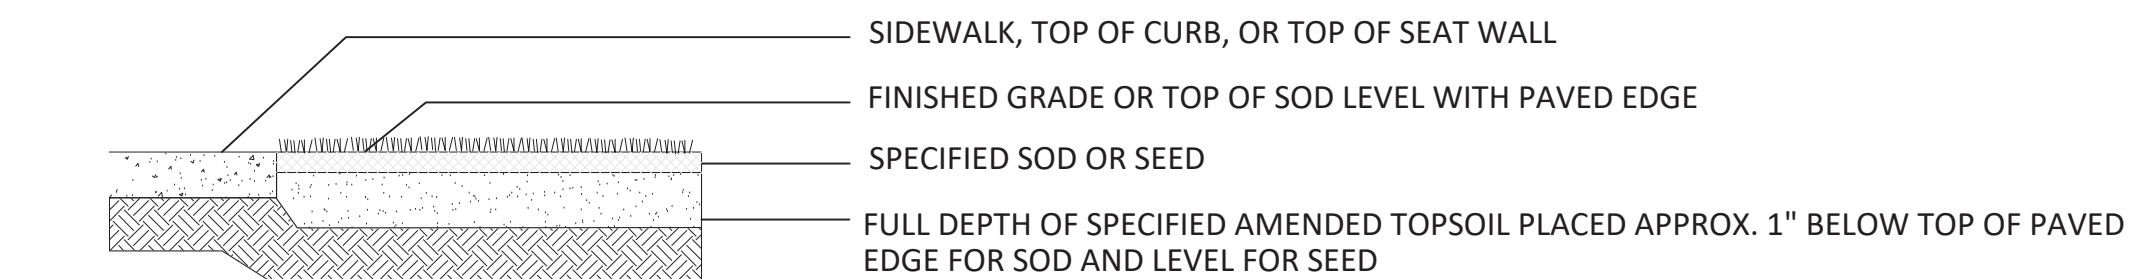 SIDEWALK, TOP OF CURB, OR TOP OF SEAT WALL
FINISHED GRADE OR TOP OF SOD LEVEL WITH PAVED EDGE
SPECIFIED SOD OR SEED
FULL DEPTH OF SPECIFIED AMENDED TOPSOIL PLACED APPROX. 1" BELOW TOP OF PAVED
EDGE FOR SOD AND LEVEL FOR SEED